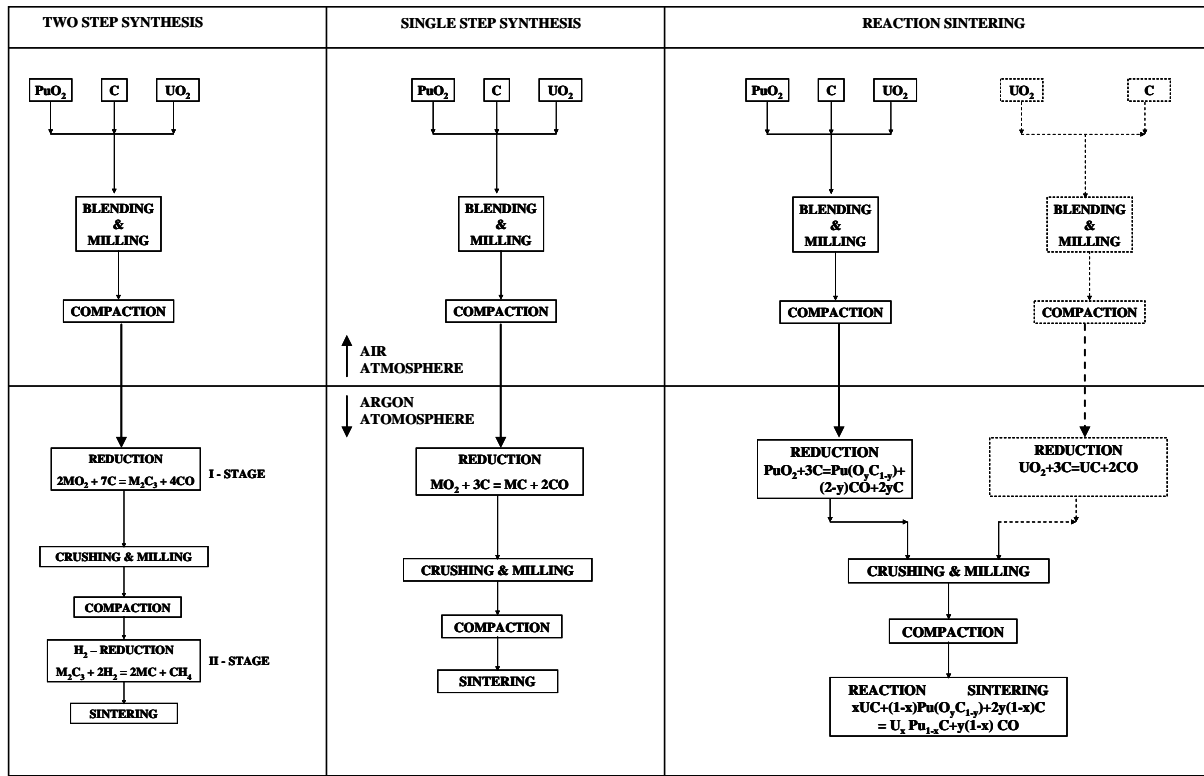 TWO STEP SYNTHESIS
PuO₂
C
UO₂
BLENDING
&
MILLING
COMPACTION
REDUCTION
2MO₂ + 7C = M₂C₃ + 4CO
I - STAGE
CRUSHING & MILLING
COMPACTION
H₂ – REDUCTION
M₂C₃ + 2H₂ = 2MC + CH₄
II - STAGE
SINTERING
SINGLE STEP SYNTHESIS
PuO₂
C
UO₂
BLENDING
&
MILLING
COMPACTION
AIR
ATMOSPHERE
ARGON
ATOMOSPHERE
REDUCTION
MO₂ + 3C = MC + 2CO
CRUSHING & MILLING
COMPACTION
SINTERING
REACTION SINTERING
PuO₂
C
UO₂
BLENDING
&
MILLING
COMPACTION
REDUCTION
PuO₂+3C=Pu(OᵧC₁₋ᵧ)+
(2-y)CO+2yC
UO₂
C
BLENDING
&
MILLING
COMPACTION
REDUCTION
UO₂+3C=UC+2CO
CRUSHING & MILLING
COMPACTION
REACTION SINTERING
xUC+(1-x)Pu(OᵧC₁₋ᵧ)+2y(1-x)C
= Uₓ Pu₁₋ₓC+y(1-x) CO